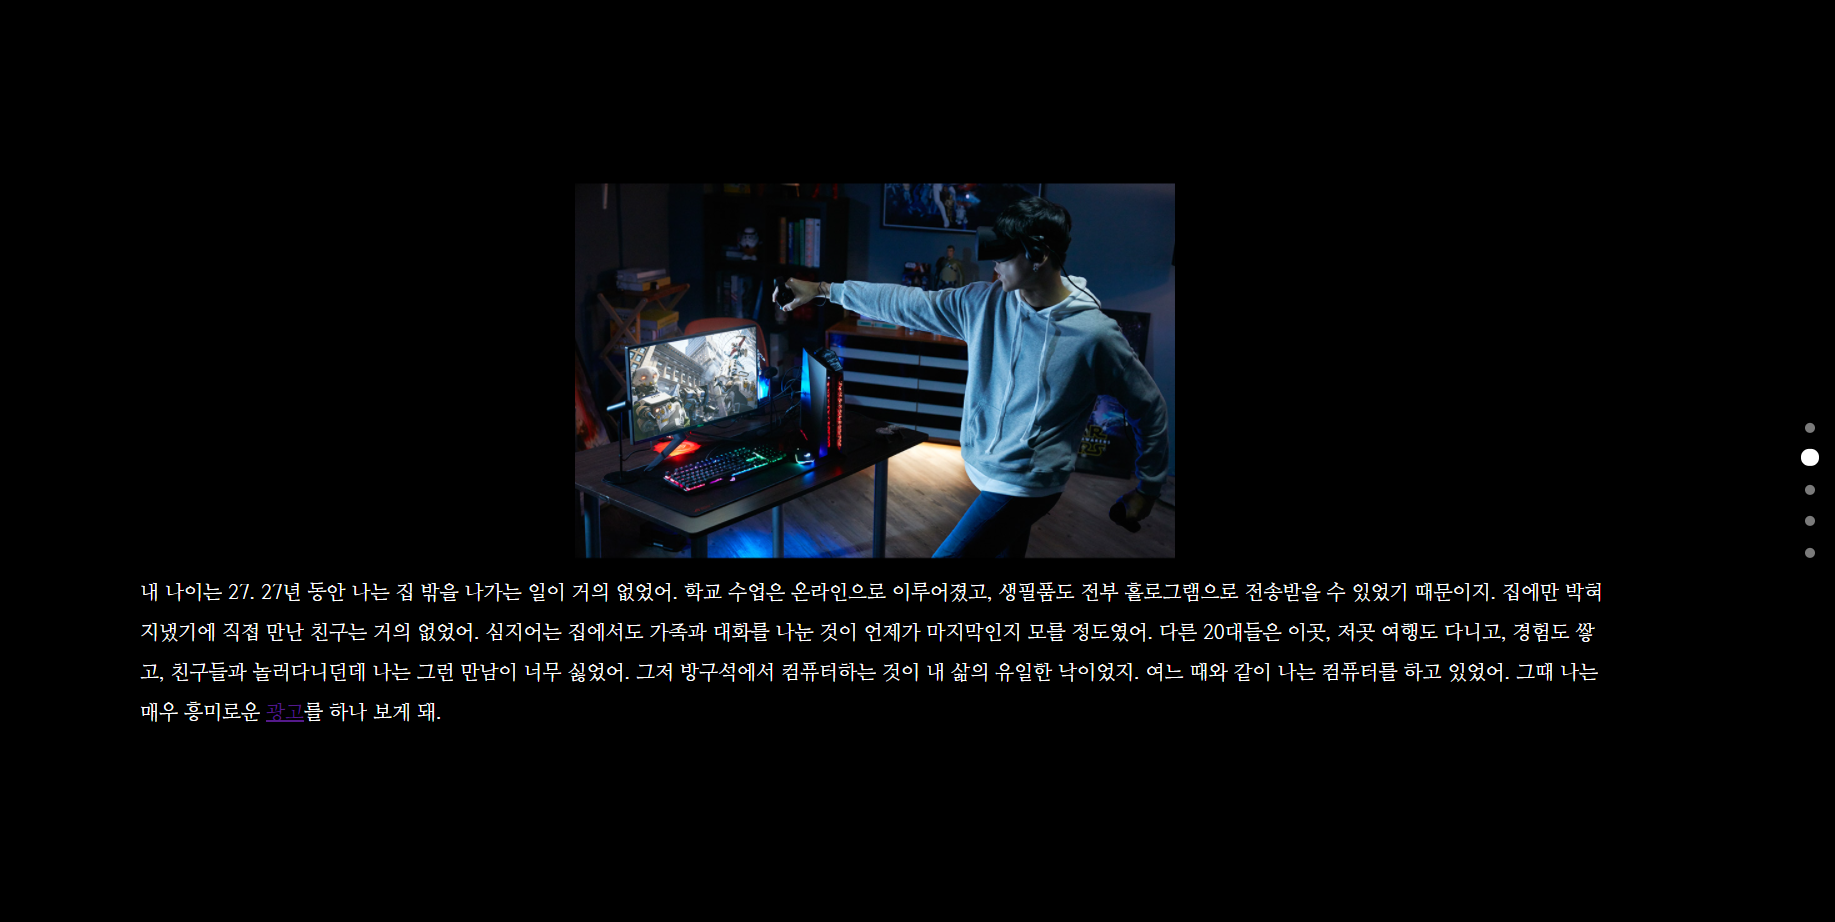 내 나이는 27. 27년 동안 나는 집 밖을 나가는 일이 거의 없었어. 학교 수업은 온라인으로 이루어졌고, 생필품도 전부 홀로그램으로 전송받을 수 있었기 때문이지. 집에만 박혀
지냈기에 직접 만난 친구는 거의 없었어. 심지어는 집에서도 가족과 대화를 나눈 것이 언제가 마지막인지 모를 정도였어. 다른 20대들은 이곳, 저곳 여행도 다니고, 경험도 쌓
고, 친구들과 놀러다니던데 나는 그런 만남이 너무 싫었어. 그저 방구석에서 컴퓨터하는 것이 내 삶의 유일한 낙이었지. 여느 때와 같이 나는 컴퓨터를 하고 있었어. 그때 나는
매우 흥미로운 광고를 하나 보게 돼.